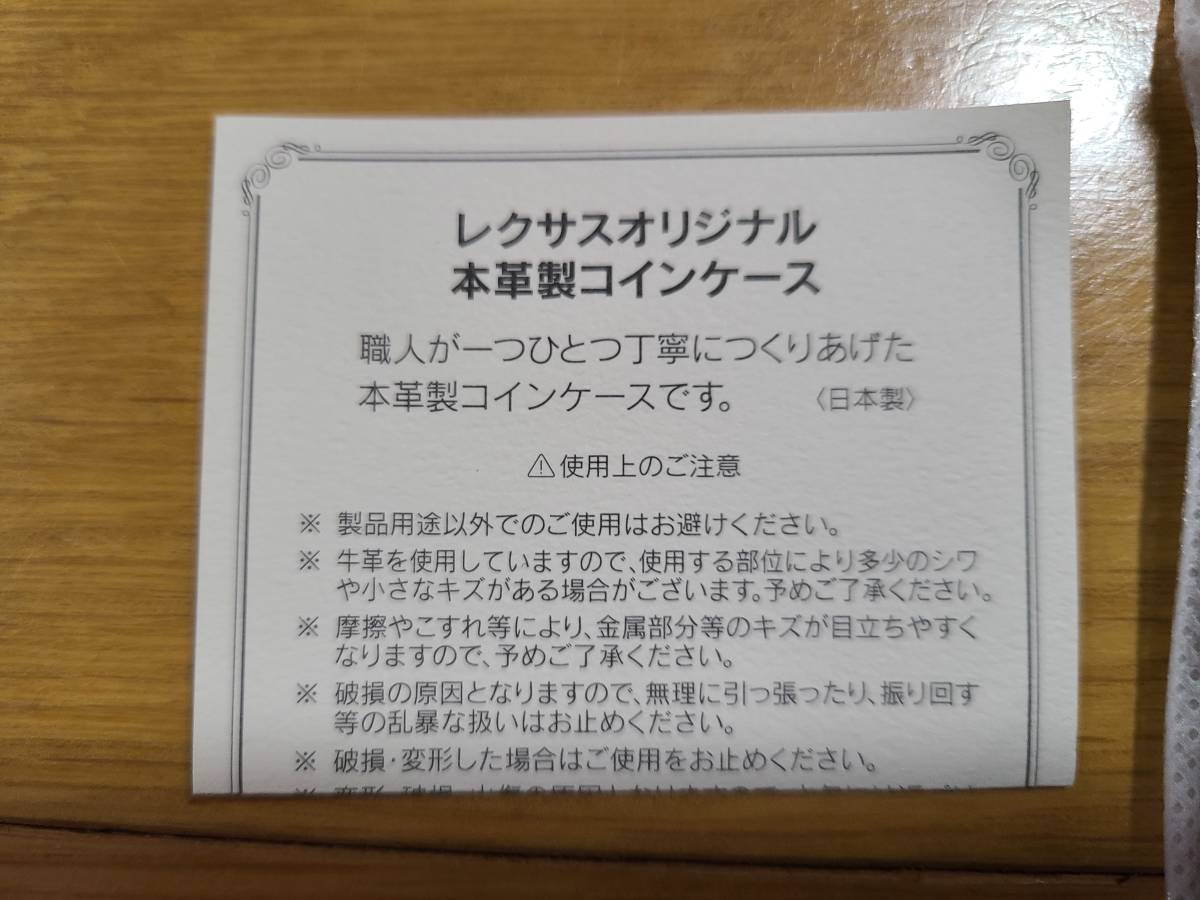 レクサスオリジナル
本革製コインケース
職人が一つひとつ丁寧につくりあげた
本革製コインケースです。 〈日本製〉
⚠使用上のご注意
※ 製品用途以外でのご使用はお避けください。
※ 牛革を使用していますので、使用する部位により多少のシワ
や小さなキズがある場合がございます。予めご了承ください。
※ 摩擦やこすれ等により、金属部分等のキズが目立ちやすく
なりますので、予めご了承ください。
※ 破損の原因となりますので、無理に引っ張ったり、振り回す
等の乱暴な扱いはお止めください。
※ 破損・変形した場合はご使用をお止めください。